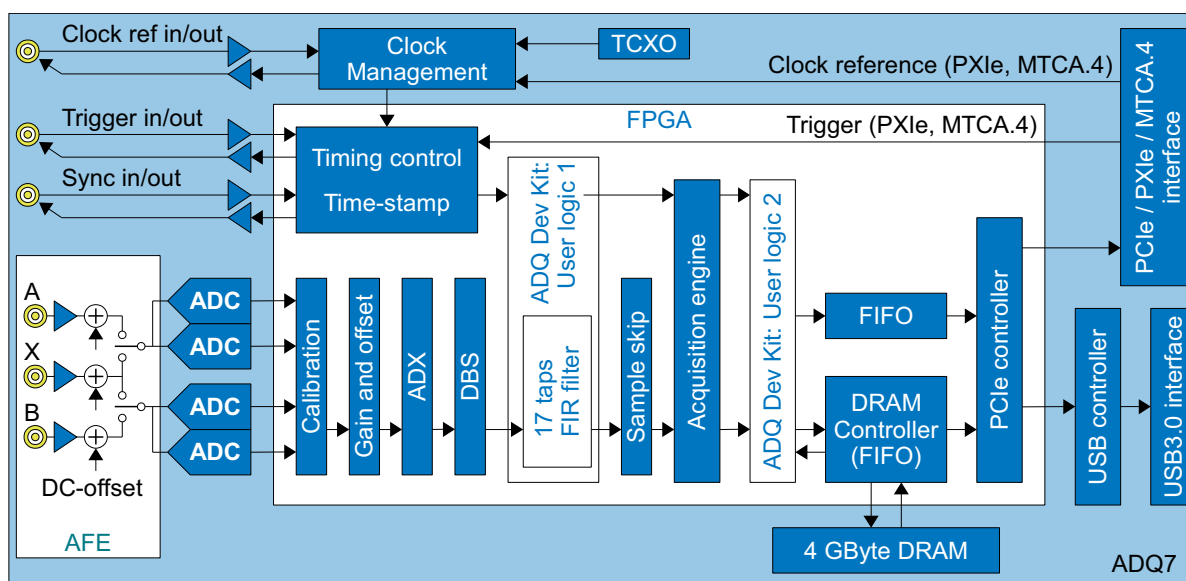 Clock ref in/out
Clock
Management
TCXO
Clock reference (PXIe, MTCA.4)
PCIe / PXIe / MTCA.4
interface
FPGA
Trigger in/out
Trigger (PXIe, MTCA.4)
Timing control
Time-stamp
Sync in/out
ADQ Dev Kit:
User logic 1
17 taps
FIR filter
Acquisition engine
ADQ Dev Kit: User logic 2
A
X
B
DC-offset
AFE
ADC
ADC
ADC
ADC
Calibration
Gain and offset
ADX
DBS
Sample skip
FIFO
DRAM
Controller
(FIFO)
PCIe controller
USB controller
USB3.0 interface
4 GByte DRAM
ADQ7